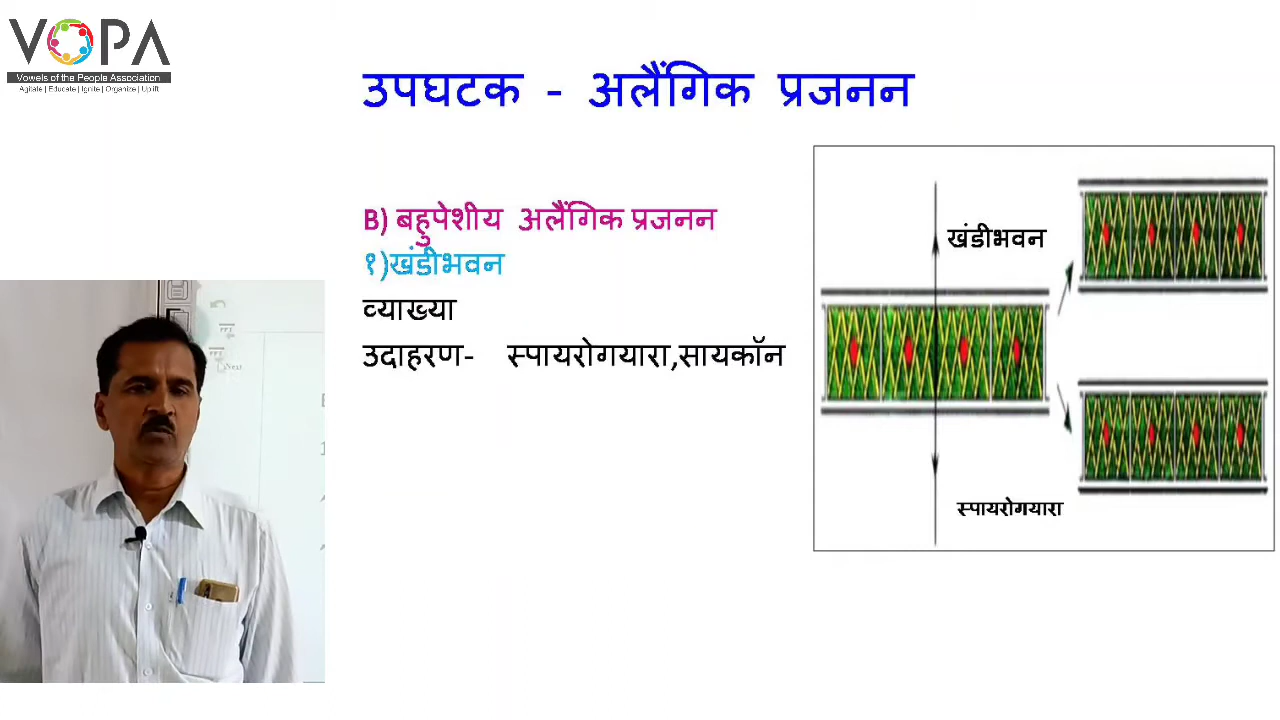 VOPA
Vowels of the People Association
Agitate | Educate | Ignite | Organize | Uplift
उपघटक - अलैंगिक प्रजनन
B) बहुपेशीय अलैंगिक प्रजनन
१)खंडीभवन
व्याख्या
उदाहरण- स्पायरोगयारा,सायकॉन
खंडीभवन
स्पायरोगयारा
Next